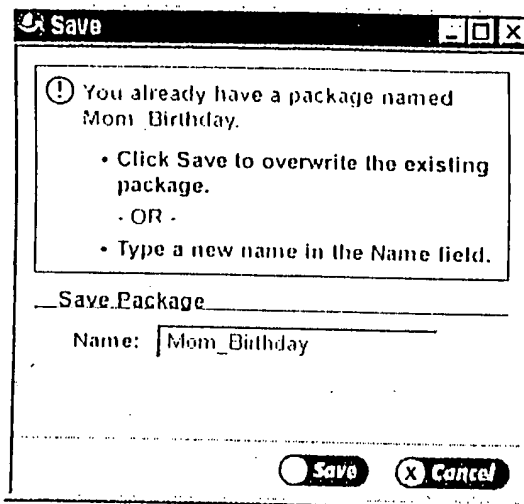 Save
You already have a package named
Mom_Birthday.
• Click Save to overwrite the existing
package.
- OR -
• Type a new name in the Name field.
Save Package
Name: Mom_Birthday
Save X Cancel